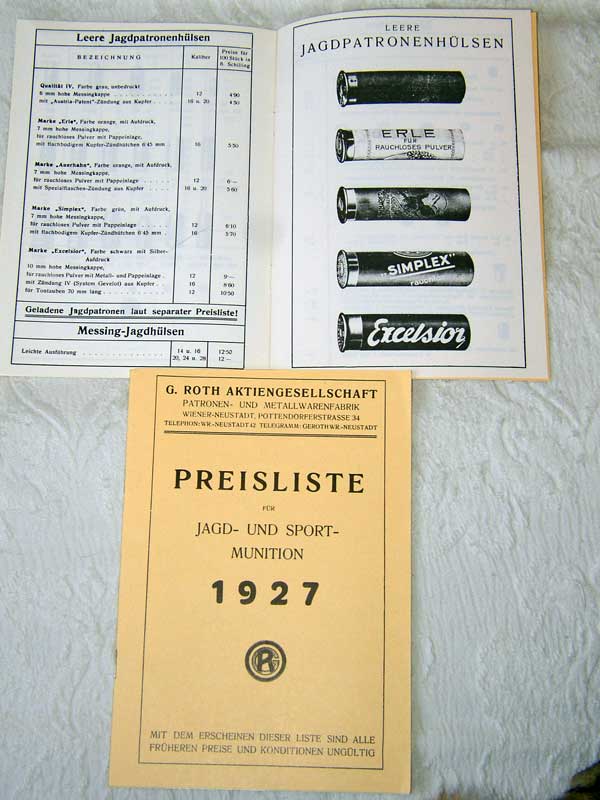 Leere Jagdpatronenhülsen
BEZEICHNUNG
Kaliber
Preise für
100 Stück in
ö. Schilling
Qualität IV, Farbe grau, unbedruckt
6 mm hohe Messingkappe . . . . . . . . . . 12 4·90
mit „Austria-Patent"-Zündung aus Kupfer . . . 16 u. 20 4·50
Marke „Erle", Farbe orange, mit Aufdruck,
7 mm hohe Messingkappe,
für rauchloses Pulver mit Pappeinlage,
mit flachbodigem Kupfer-Zündhütchen 6·45 mm . 16 5·50
Marke „Auerhahn", Farbe orange, mit Aufdruck,
7 mm hohe Messingkappe,
für rauchloses Pulver mit Pappeinlage . . . . 12 6·—
mit Spezialflaschen-Zündung aus Kupfer . . . 16 u. 20 5·60
Marke „Simplex", Farbe grün, mit Aufdruck,
7 mm hohe Messingkappe,
für rauchloses Pulver mit Pappeinlage . . . . 12 6·10
mit flachbodigem Kupfer-Zündhütchen 6·45 mm . 16 5·70
Marke „Excelsior", Farbe schwarz mit Silber-
Aufdruck
10 mm hohe Messingkappe,
für rauchloses Pulver mit Metall- und Pappeinlage . 12 9·—
mit Zündung IV (System Gevelot) aus Kupfer . . 16 8·60
für Tontauben 70 mm lang . . . . . . . . . . 12 10·50
Geladene Jagdpatronen laut separater Preisliste!
Messing-Jagdhülsen
Leichte Ausführung . . . . . . . . . . . 14 u. 16 12·50
20, 24 u. 28 12·—
LEERE
JAGDPATRONENHÜLSEN
ERLE
FÜR
RAUCHLOSES PULVER
"SIMPLEX"
rauch
Excelsior
G. ROTH AKTIENGESELLSCHAFT
PATRONEN- UND METALLWARENFABRIK
WIENER-NEUSTADT, POTTENDORFERSTRASSE 34
TELEPHON: WR.-NEUSTADT 42 TELEGRAMM: GEROTH WR.-NEUSTADT
PREISLISTE
FÜR
JAGD- UND SPORT-
MUNITION
1927
MIT DEM ERSCHEINEN DIESER LISTE SIND ALLE
FRÜHEREN PREISE UND KONDITIONEN UNGÜLTIG